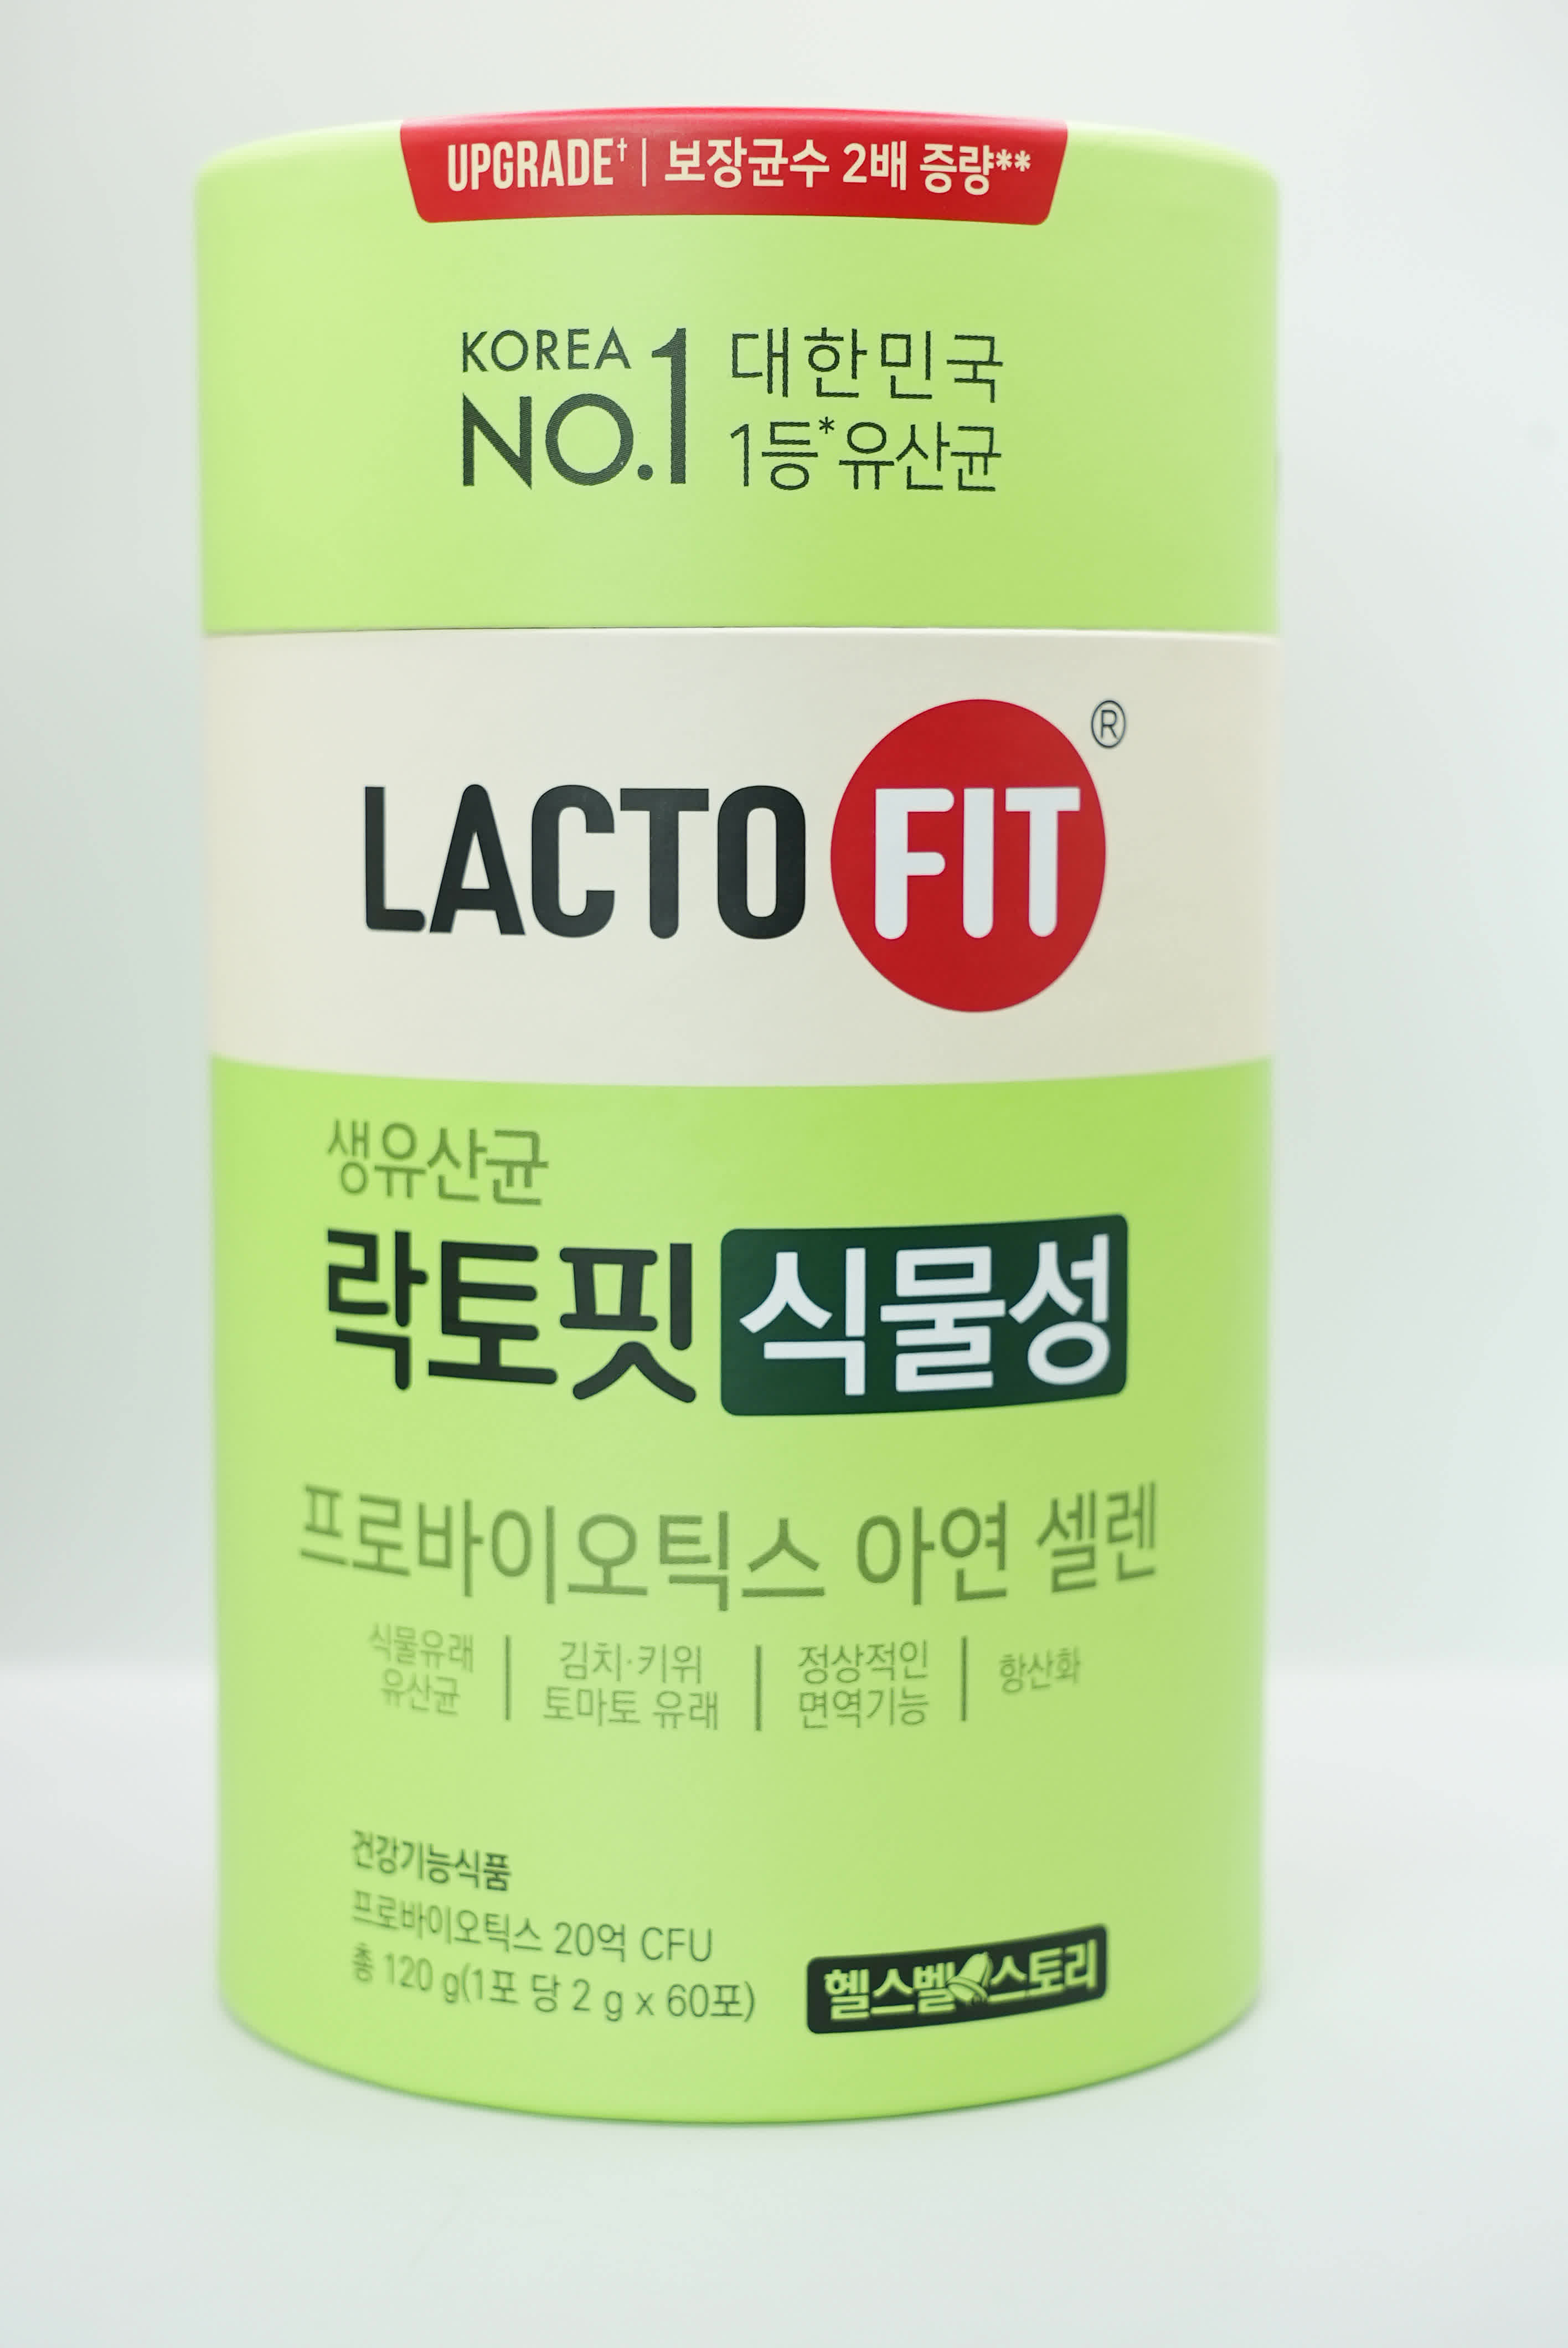 UPGRADE† | 보장균수 2배 증량**
KOREA
NO.1
대한민국
1등*유산균
LACTO FIT®
생유산균
락토핏 식물성
프로바이오틱스 아연 셀렌
식물유래
유산균
김치·키위
토마토 유래
정상적인
면역기능
항산화
건강기능식품
프로바이오틱스 20억 CFU
총 120 g(1포 당 2 g x 60포)
헬스벨스토리